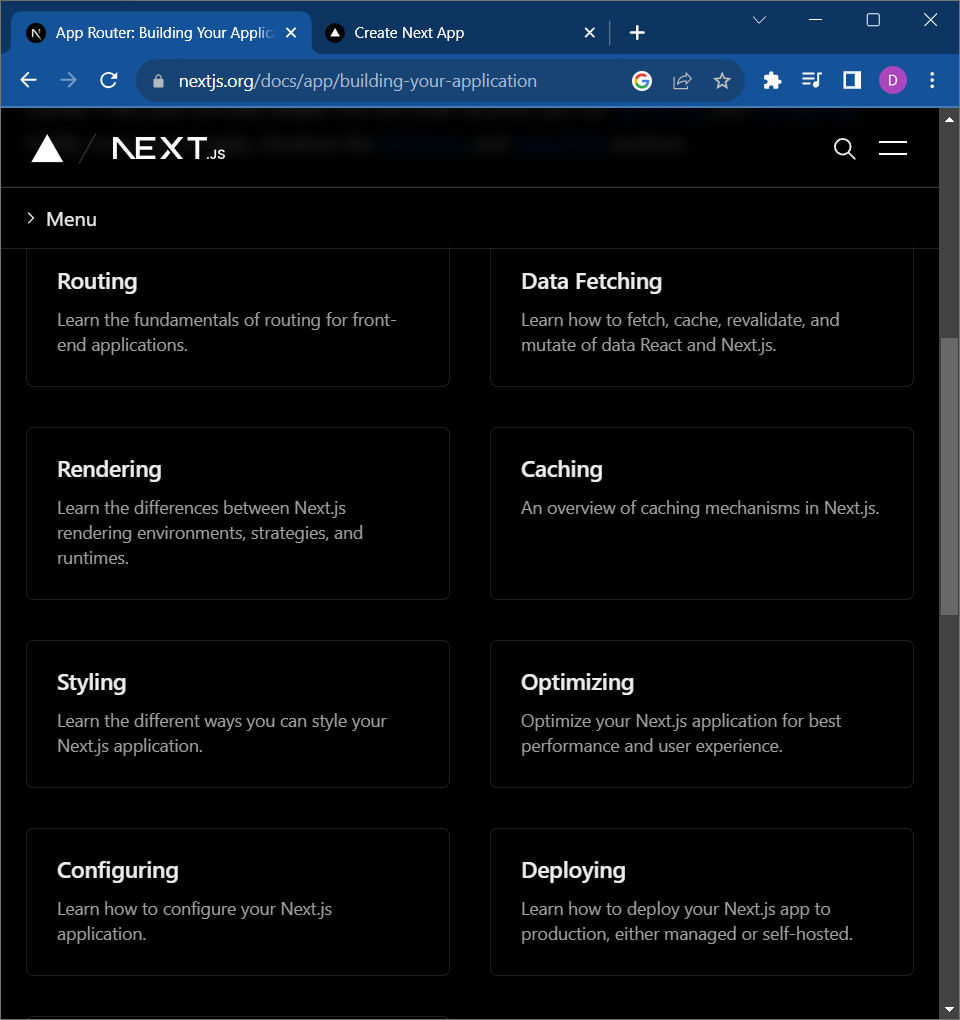 App Router: Building Your Applic
Create Next App
nextjs.org/docs/app/building-your-application
D
NEXT.JS
Menu
Routing
Learn the fundamentals of routing for front-
end applications.
Data Fetching
Learn how to fetch, cache, revalidate, and
mutate of data React and Next.js.
Rendering
Learn the differences between Next.js
rendering environments, strategies, and
runtimes.
Caching
An overview of caching mechanisms in Next.js.
Styling
Learn the different ways you can style your
Next.js application.
Optimizing
Optimize your Next.js application for best
performance and user experience.
Configuring
Learn how to configure your Next.js
application.
Deploying
Learn how to deploy your Next.js app to
production, either managed or self-hosted.